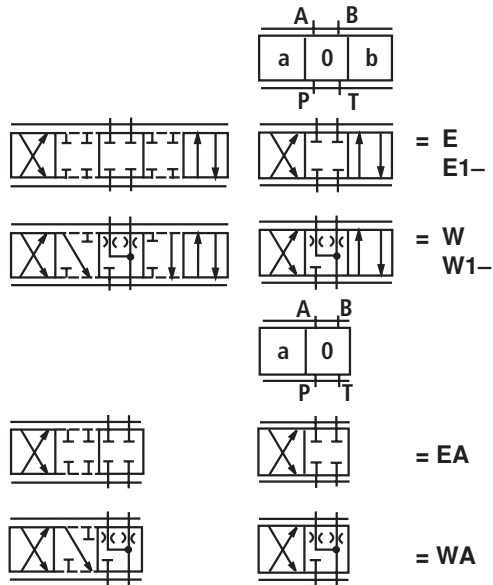 A B
a 0 b
P T
= E
E1–
= W
W1–
A B
a 0
P T
= EA
= WA